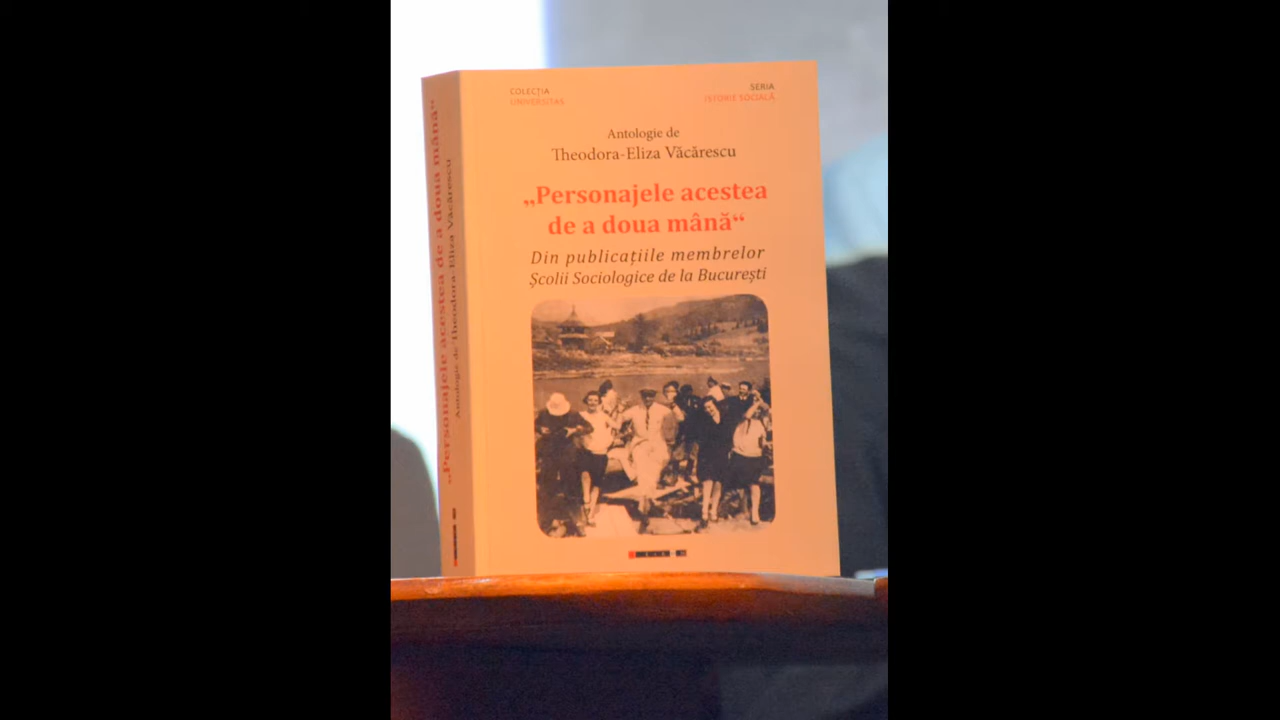 COLECȚIA
UNIVERSITAS
SERIA
ISTORIE SOCIALĂ
Antologie de
Theodora-Eliza Văcărescu
„Personajele acestea
de a doua mână“
Din publicațiile membrelor
Școlii Sociologice de la București
„Personajele acestea de a doua mână“
Antologie de Theodora-Eliza Văcărescu